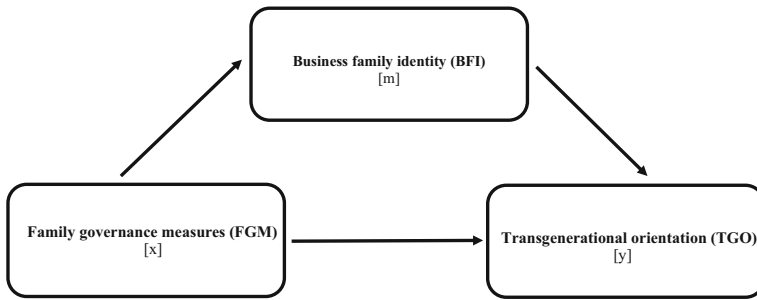 Business family identity (BFI)
[m]
Family governance measures (FGM)
[x]
Transgenerational orientation (TGO)
[y]